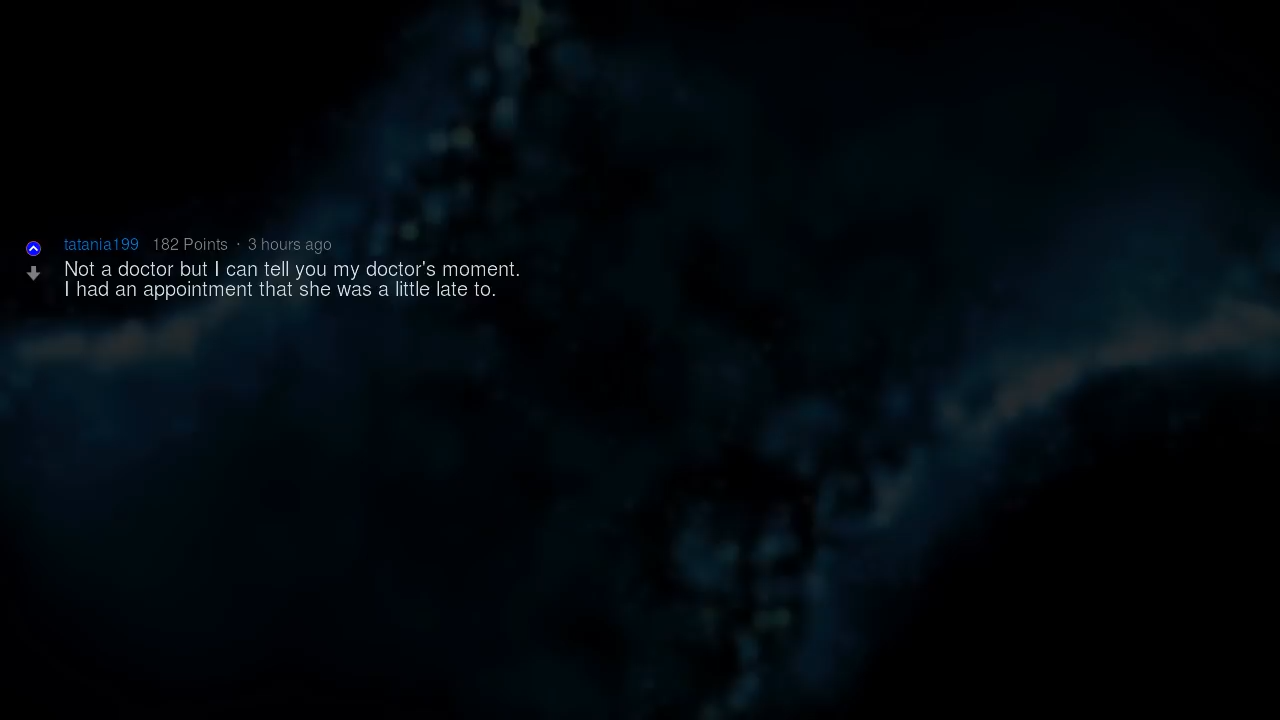 tatania199 182 Points · 3 hours ago
Not a doctor but I can tell you my doctor's moment.
I had an appointment that she was a little late to.